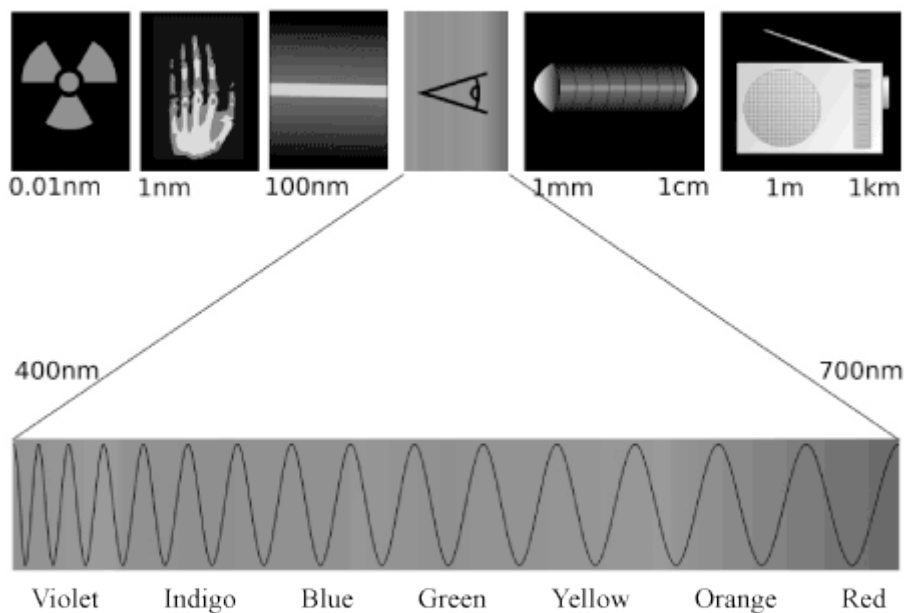 0.01nm 1nm 100nm 1mm 1cm 1m 1km
400nm 700nm
Violet Indigo Blue Green Yellow Orange Red